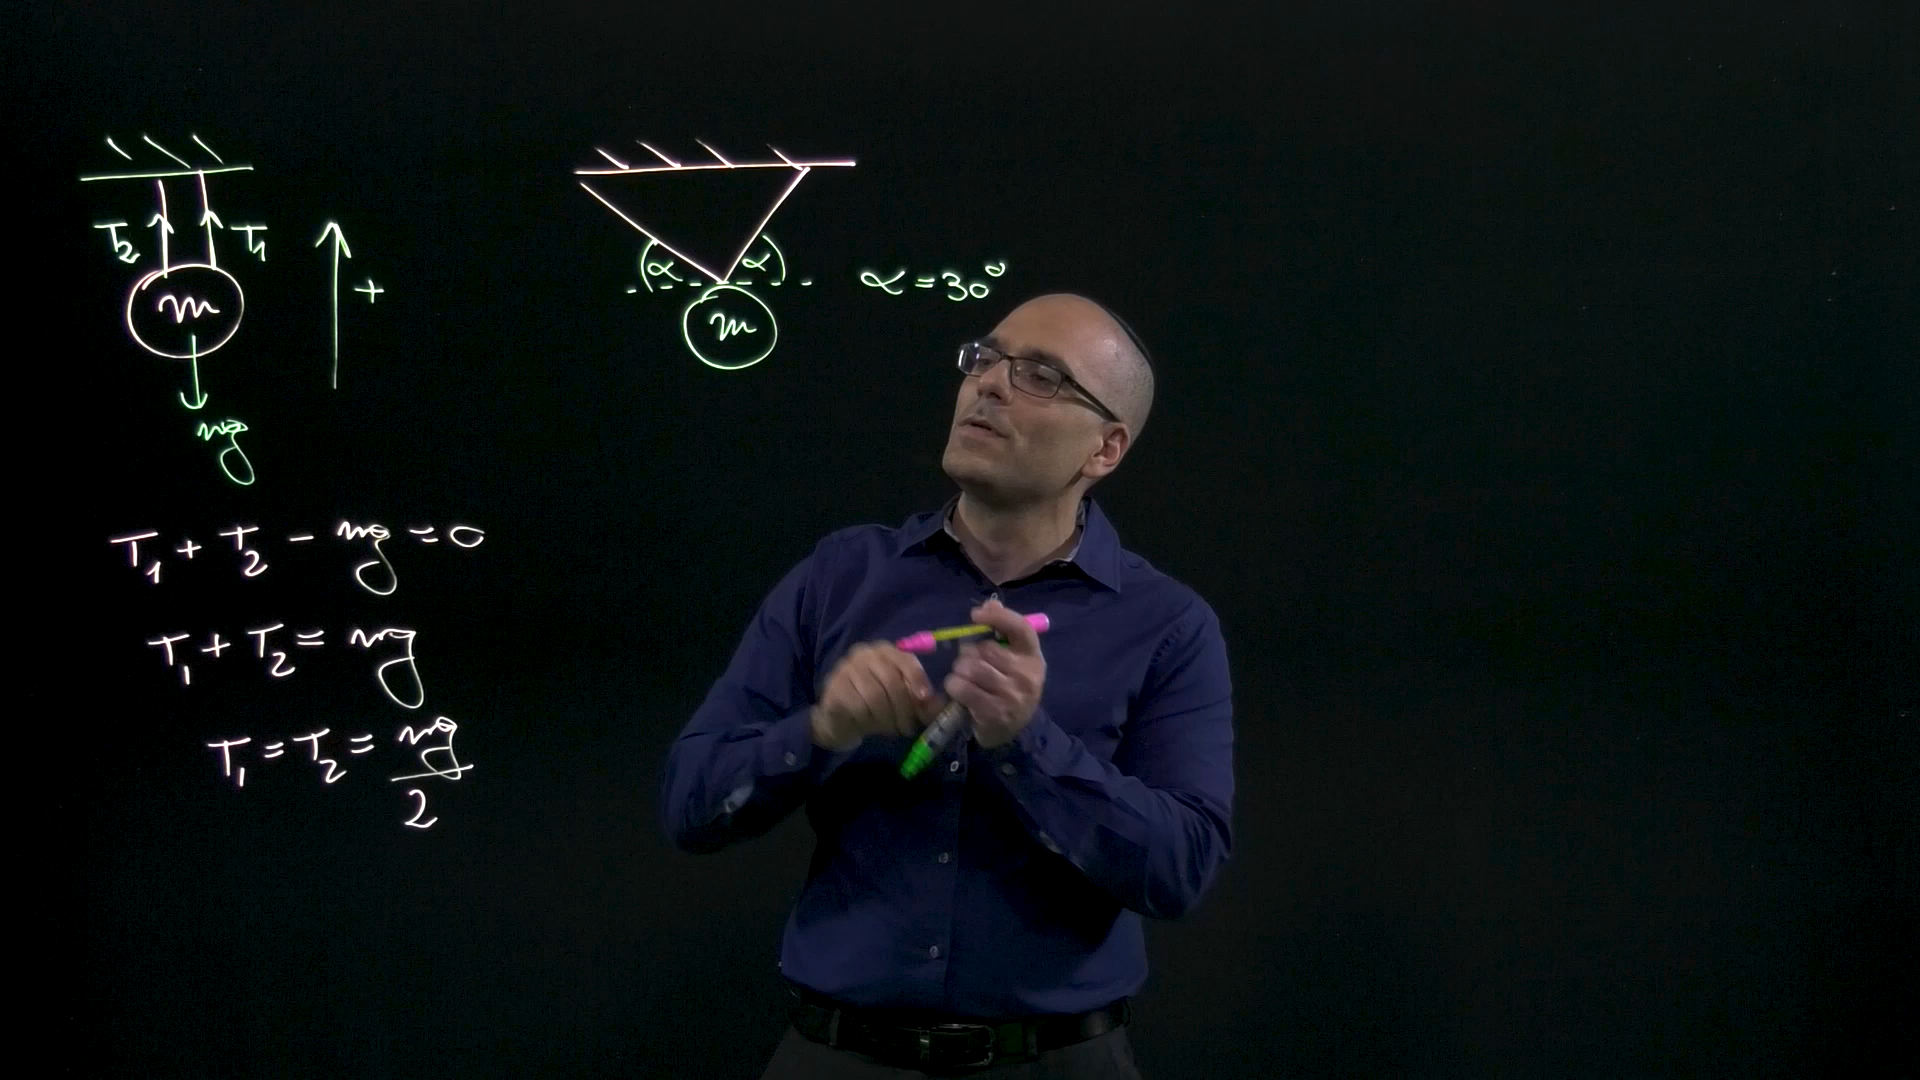 T₂ T₁
m
+
mg
α α
α = 30°
m
T₁ + T₂ - mg = 0
T₁ + T₂ = mg
T₁ = T₂ = mg/2